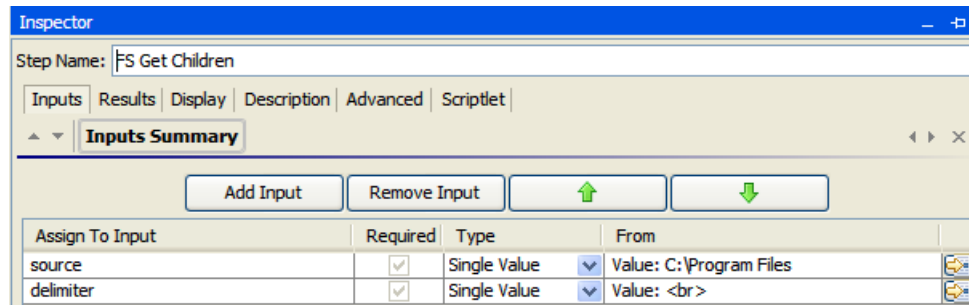 Inspector
Step Name: FS Get Children
Inputs Results Display Description Advanced Scriptlet
Inputs Summary
Add Input Remove Input
Assign To Input Required Type From
source Single Value Value: C:\Program Files
delimiter Single Value Value: <br>